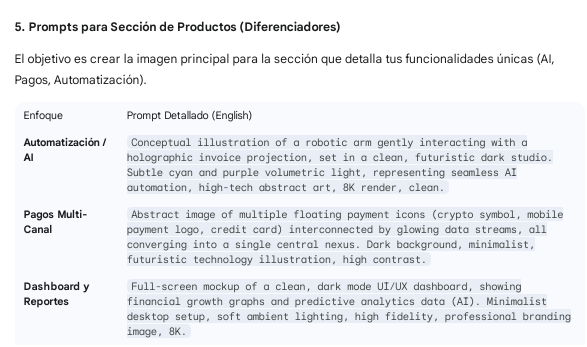 5. Prompts para Sección de Productos (Diferenciadores)
El objetivo es crear la imagen principal para la sección que detalla tus funcionalidades únicas (AI,
Pagos, Automatización).
Enfoque
Prompt Detallado (English)
Automatización /
AI
Conceptual illustration of a robotic arm gently interacting with a
holographic invoice projection, set in a clean, futuristic dark studio.
Subtle cyan and purple volumetric light, representing seamless AI
automation, high-tech abstract art, 8K render, clean.
Pagos Multi-
Canal
Abstract image of multiple floating payment icons (crypto symbol, mobile
payment logo, credit card) interconnected by glowing data streams, all
converging into a single central nexus. Dark background, minimalist,
futuristic technology illustration, high contrast.
Dashboard y
Reportes
Full-screen mockup of a clean, dark mode UI/UX dashboard, showing
financial growth graphs and predictive analytics data (AI). Minimalist
desktop setup, soft ambient lighting, high fidelity, professional branding
image, 8K.